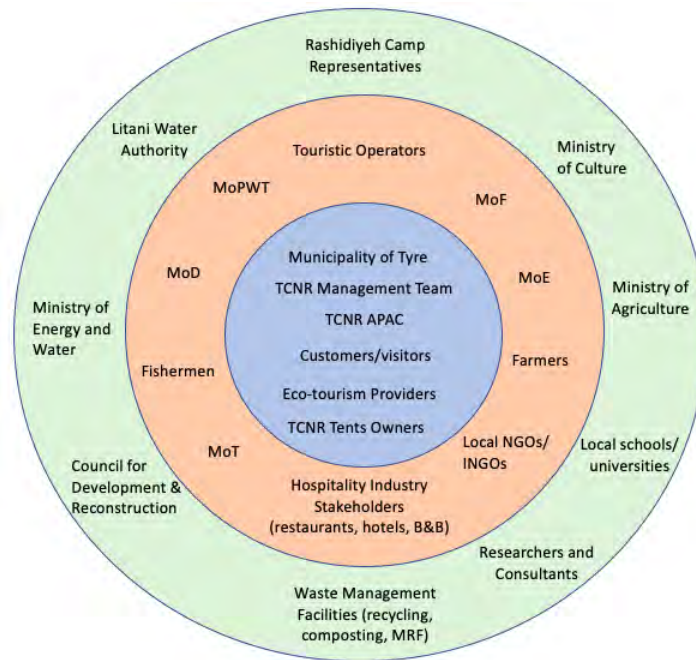 Rashidiyeh Camp
Representatives
Litani Water
Authority
Ministry
of Culture
Ministry of
Energy and
Water
Ministry of
Agriculture
Council for
Development &
Reconstruction
Local schools/
universities
Researchers and
Consultants
Waste Management
Facilities (recycling,
composting, MRF)
Touristic Operators
MoPWT
MoF
MoD
MoE
Fishermen
Farmers
MoT
Local NGOs/
INGOs
Hospitality Industry
Stakeholders
(restaurants, hotels, B&B)
Municipality of Tyre
TCNR Management Team
TCNR APAC
Customers/visitors
Eco-tourism Providers
TCNR Tents Owners